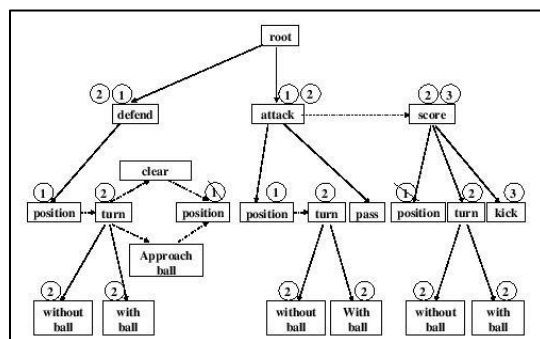 root
2 1 1 2 2 3
defend attack score
clear
1 2 1 1 2 1 2 3
position turn position position turn pass position turn kick
Approach
ball
2 2 2 2 2 2
without with without With without with
ball ball ball ball ball ball